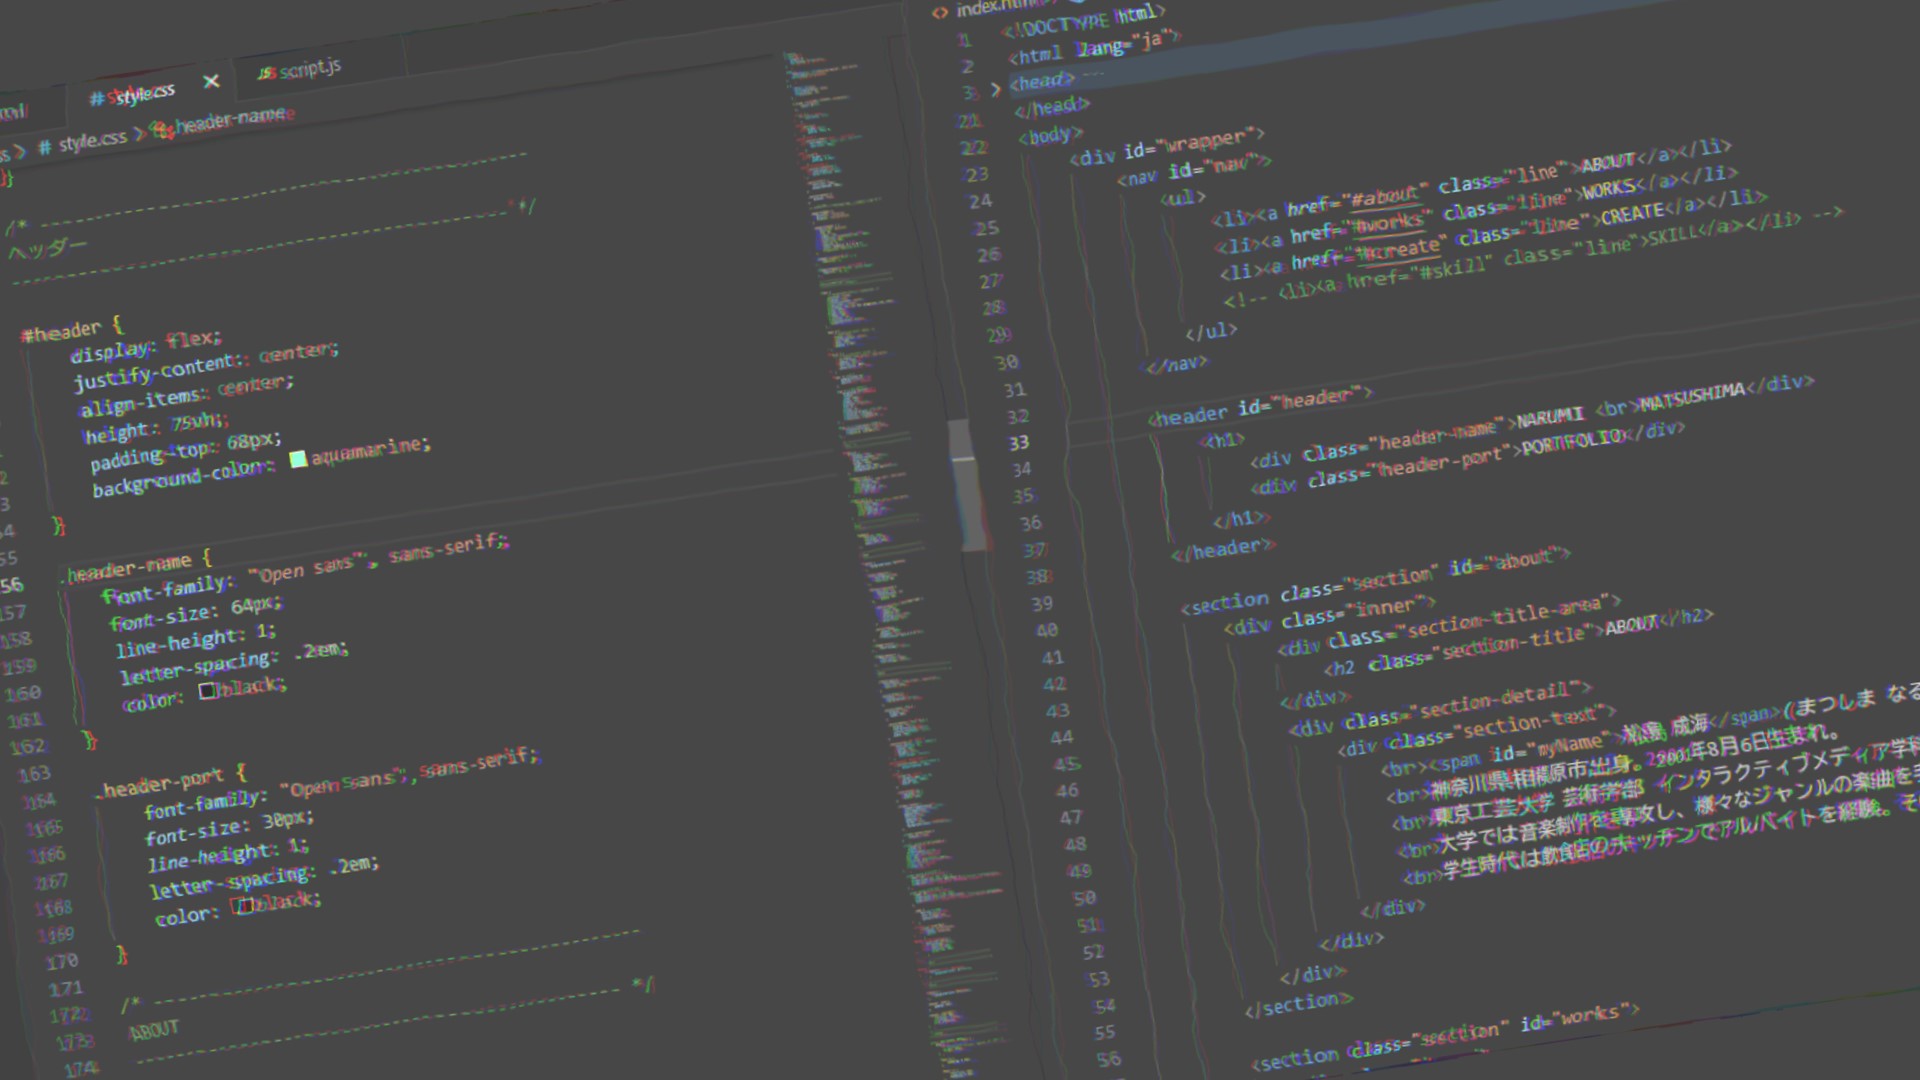 # style.css ×
script.js
# style.css > header-name
}
/* --------------------------------------------
ヘッダー
-------------------------------------------- */
#header {
display: flex;
justify-content: center;
align-items: center;
height: 75vh;
padding-top: 68px;
background-color: aquamarine;
}
.header-name {
font-family: "Open sans", sans-serif;
font-size: 64px;
line-height: 1;
letter-spacing: .2em;
color: black;
}
.header-port {
font-family: "Open sans", sans-serif;
font-size: 30px;
line-height: 1;
letter-spacing: .2em;
color: black;
}
/* --------------------------------------------
ABOUT
-------------------------------------------- */
55
56
157
158
159
160
161
162
163
164
165
166
167
168
169
170
171
172
173
174
index.html
1 <!DOCTYPE html>
2 <html lang="ja">
3 > <head> ...
21 </head>
22 <body>
23 <div id="wrapper">
24 <nav id="nav">
25 <ul>
26 <li><a href="#about" class="line">ABOUT</a></li>
27 <li><a href="#works" class="line">WORKS</a></li>
28 <li><a href="#create" class="line">CREATE</a></li>
29 <!-- <li><a href="#skill" class="line">SKILL</a></li> -->
30 </ul>
31 </nav>
32
33 <header id="header">
34 <h1>
35 <div class="header-name">NARUMI <br>MATSUSHIMA</div>
36 <div class="header-port">PORTFOLIO</div>
37 </h1>
38 </header>
39
40 <section class="section" id="about">
41 <div class="inner">
42 <div class="section-title-area">
43 <h2 class="section-title">ABOUT</h2>
44 </div>
45 <div class="section-detail">
46 <div class="section-text">
47 <br><span id="myName">松島 成海</span>(まつしま なる
48 <br>神奈川県相模原市出身。2001年8月6日生まれ。
49 <br>東京工芸大学 芸術学部 インタラクティブメディア学科
50 <br>大学では音楽制作を専攻し、様々なジャンルの楽曲を手
51 <br>学生時代は飲食店のキッチンでアルバイトを経験。そ
52 </div>
53 </div>
54 </div>
55 </section>
56
<section class="section" id="works">